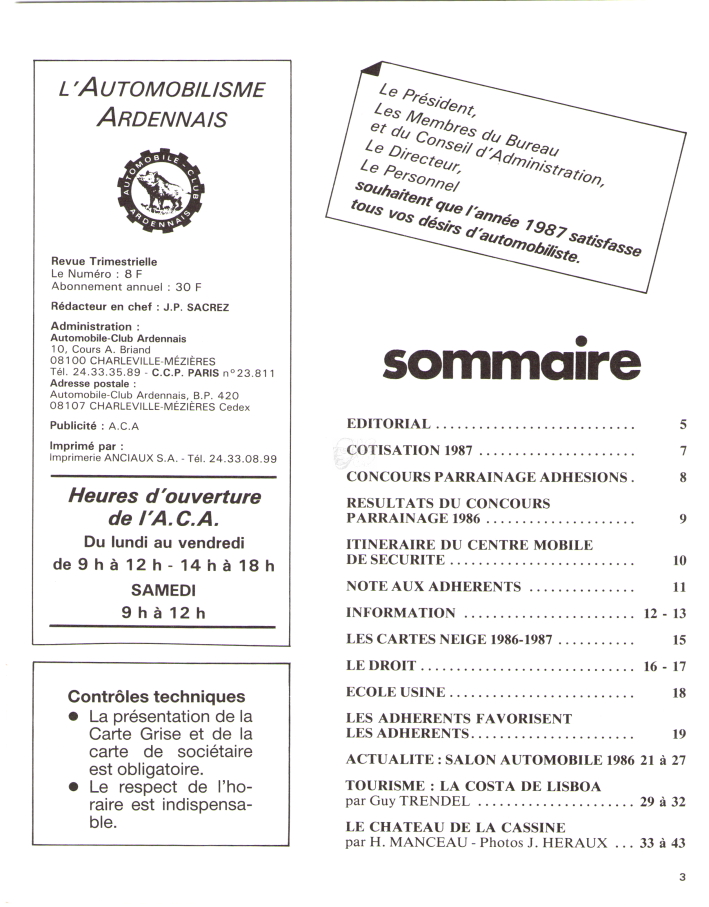 L'AUTOMOBILISME
ARDENNAIS
AUTOMOBILE-CLUB
ARDENNAIS
Revue Trimestrielle
Le Numéro : 8 F
Abonnement annuel : 30 F
Rédacteur en chef : J.P. SACREZ
Administration :
Automobile-Club Ardennais
10, Cours A. Briand
08100 CHARLEVILLE-MÉZIÈRES
Tél. 24.33.35.89 - C.C.P. PARIS n° 23.811
Adresse postale :
Automobile-Club Ardennais, B.P. 420
08107 CHARLEVILLE-MÉZIÈRES Cedex
Publicité : A.C.A
Imprimé par :
Imprimerie ANCIAUX S.A. - Tél. 24.33.08.99
Heures d'ouverture
de l'A.C.A.
Du lundi au vendredi
de 9 h à 12 h - 14 h à 18 h
SAMEDI
9 h à 12 h
Contrôles techniques
● La présentation de la
Carte Grise et de la
carte de sociétaire
est obligatoire.
● Le respect de l'ho-
raire est indispensa-
ble.
Le Président,
Les Membres du Bureau
et du Conseil d'Administration,
Le Directeur,
Le Personnel
souhaitent que l'année 1987 satisfasse
tous vos désirs d'automobiliste.
sommaire
EDITORIAL ............................ 5
COTISATION 1987 ...................... 7
CONCOURS PARRAINAGE ADHESIONS . 8
RESULTATS DU CONCOURS
PARRAINAGE 1986 ..................... 9
ITINERAIRE DU CENTRE MOBILE
DE SECURITE .......................... 10
NOTE AUX ADHERENTS ............... 11
INFORMATION ........................ 12 - 13
LES CARTES NEIGE 1986-1987 ........... 15
LE DROIT .............................. 16 - 17
ECOLE USINE .......................... 18
LES ADHERENTS FAVORISENT
LES ADHERENTS....................... 19
ACTUALITE : SALON AUTOMOBILE 1986 21 à 27
TOURISME : LA COSTA DE LISBOA
par Guy TRENDEL ...................... 29 à 32
LE CHATEAU DE LA CASSINE
par H. MANCEAU - Photos J. HERAUX ... 33 à 43
3